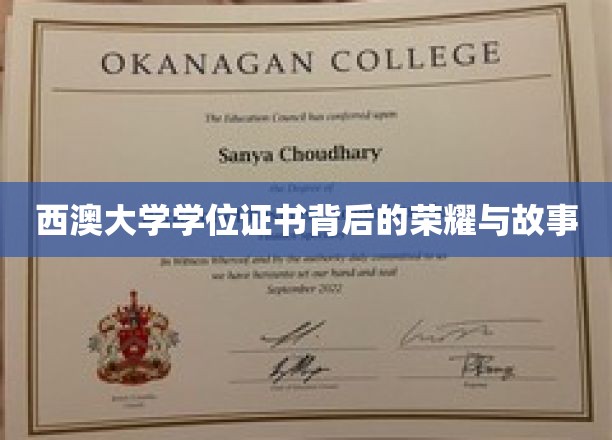 OKANAGAN COLLEGE
The Education Council has conferred upon
Sanya Choudhary
the Degree of
西澳大学学位证书背后的荣耀与故事
In Witness Whereof and by the authority duly committed to us
we have hereunto set our hand and seal
September 2022